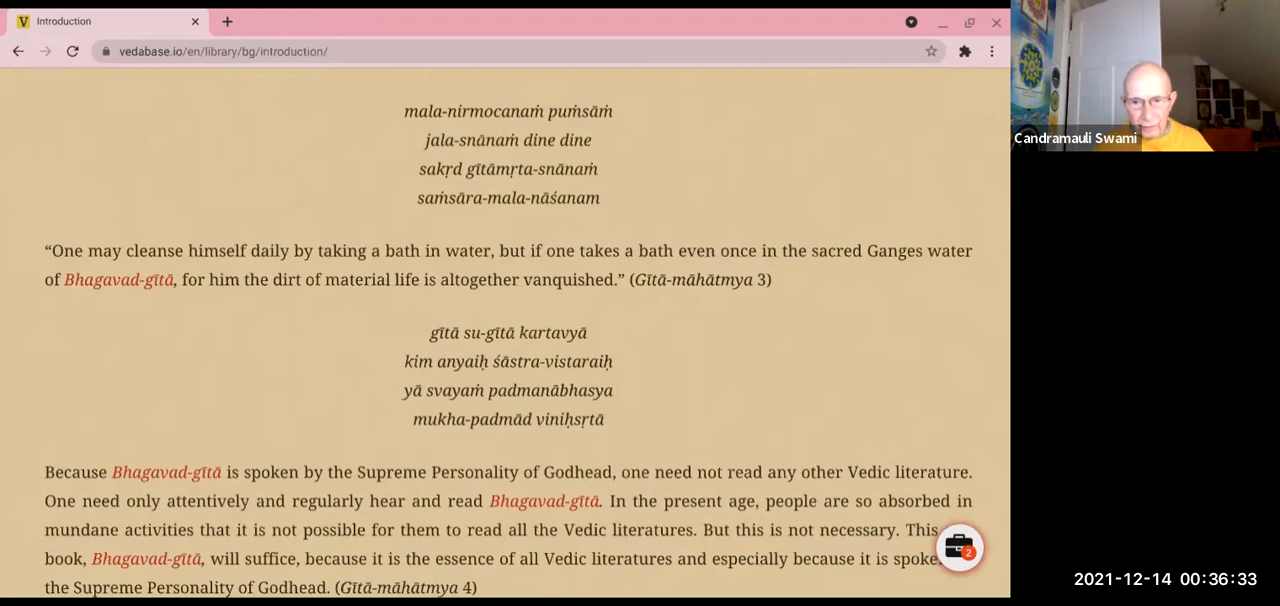 V Introduction
vedabase.io/en/library/bg/introduction/
mala-nirmocanaṁ puṁsāṁ
jala-snānaṁ dine dine
sakṛd gītāmṛta-snānaṁ
saṁsāra-mala-nāśanam
“One may cleanse himself daily by taking a bath in water, but if one takes a bath even once in the sacred Ganges water
of Bhagavad-gītā, for him the dirt of material life is altogether vanquished.” (Gītā-māhātmya 3)
gītā su-gītā kartavyā
kim anyaiḥ śāstra-vistaraiḥ
yā svayaṁ padmanābhasya
mukha-padmād viniḥsṛtā
Because Bhagavad-gītā is spoken by the Supreme Personality of Godhead, one need not read any other Vedic literature.
One need only attentively and regularly hear and read Bhagavad-gītā. In the present age, people are so absorbed in
mundane activities that it is not possible for them to read all the Vedic literatures. But this is not necessary. This
book, Bhagavad-gītā, will suffice, because it is the essence of all Vedic literatures and especially because it is spoke
the Supreme Personality of Godhead. (Gītā-māhātmya 4)
2
Candramauli Swami
2021-12-14 00:36:33